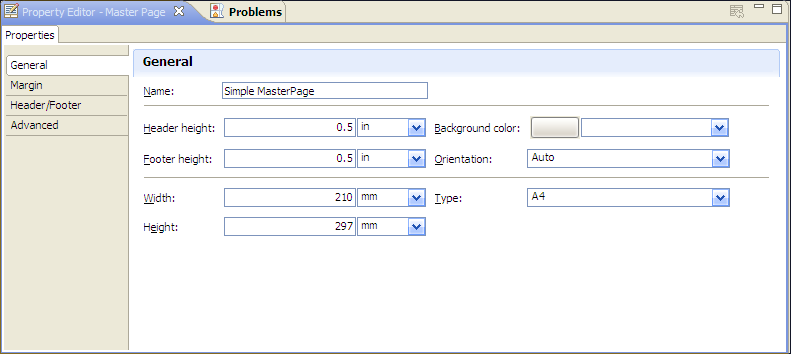 Property Editor - Master Page Problems
Properties
General
Margin
Header/Footer
Advanced
General
Name: Simple MasterPage
Header height: 0.5 in Background color:
Footer height: 0.5 in Orientation: Auto
Width: 210 mm Type: A4
Height: 297 mm